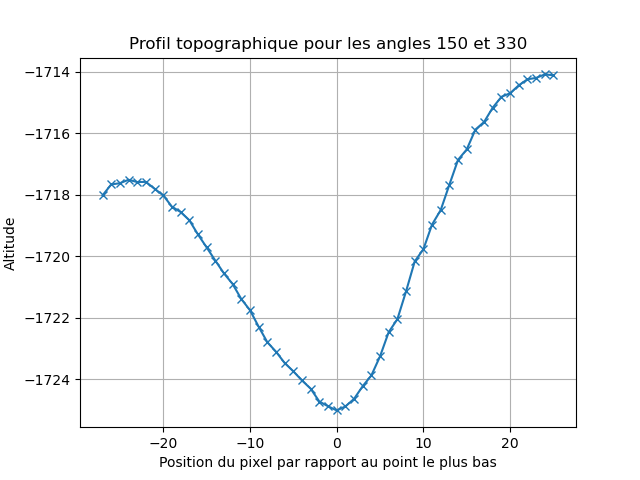 Profil topographique pour les angles 150 et 330
−1714
−1716
−1718
−1720
−1722
−1724
Altitude
−20 −10 0 10 20
Position du pixel par rapport au point le plus bas